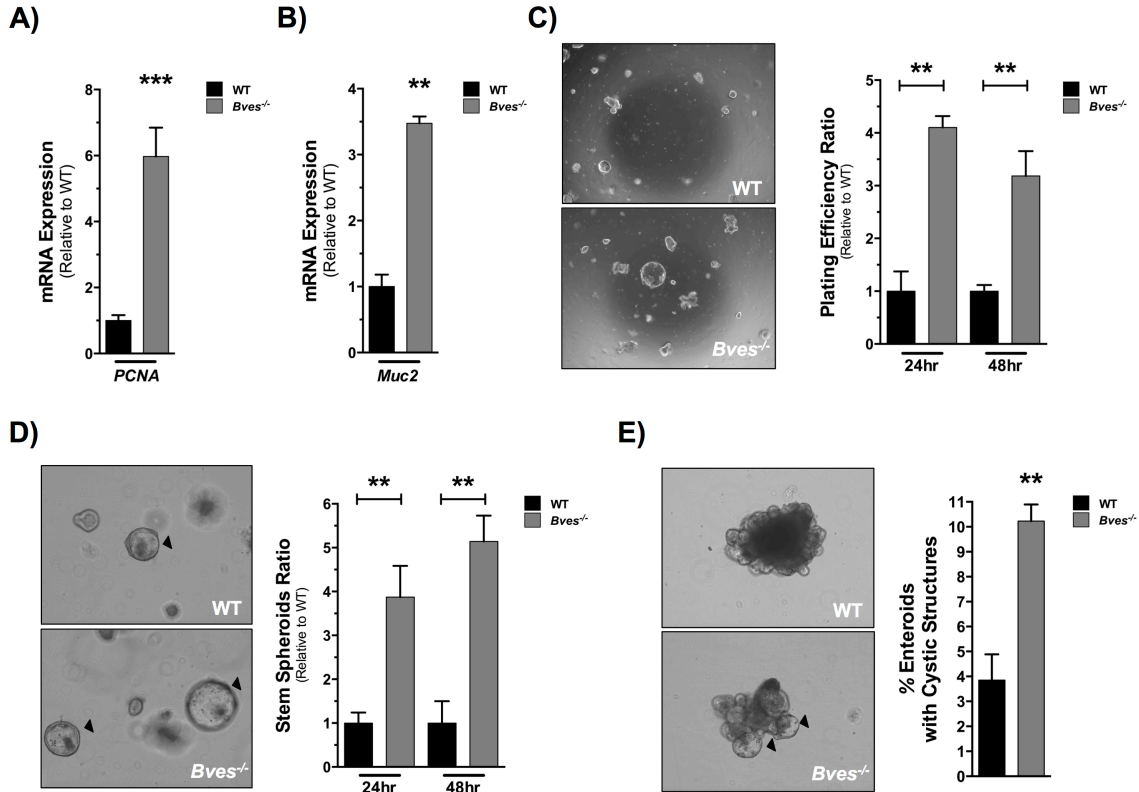 A)
***
8
6
4
2
0
mRNA Expression
(Relative to WT)
PCNA
WT
Bves-/-
B)
**
4
3
2
1
0
mRNA Expression
(Relative to WT)
Muc2
WT
Bves-/-
C)
WT
Bves-/-
5
4
3
2
1
0
Plating Efficiency Ratio
(Relative to WT)
**
**
24hr
48hr
WT
Bves-/-
D)
WT
Bves-/-
6
5
4
3
2
1
0
Stem Spheroids Ratio
(Relative to WT)
**
**
24hr
48hr
WT
Bves-/-
E)
WT
Bves-/-
11
10
9
8
7
6
5
4
3
2
1
0
% Enteroids
with Cystic Structures
**
WT
Bves-/-